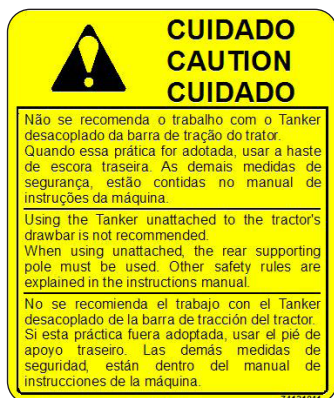 CUIDADO
CAUTION
CUIDADO
Não se recomenda o trabalho com o Tanker
desacoplado da barra de tração do trator.
Quando essa prática for adotada, usar a haste
de escora traseira. As demais medidas de
segurança, estão contidas no manual de
instruções da máquina.
Using the Tanker unattached to the tractor's
drawbar is not recommended.
When using unattached, the rear supporting
pole must be used. Other safety rules are
explained in the instructions manual.
No se recomienda el trabajo con el Tanker
desacoplado de la barra de tracción del tractor.
Si esta práctica fuera adoptada, usar el pié de
apoyo traseiro. Las demás medidas de
seguridad, están dentro del manual de
instrucciones de la máquina.